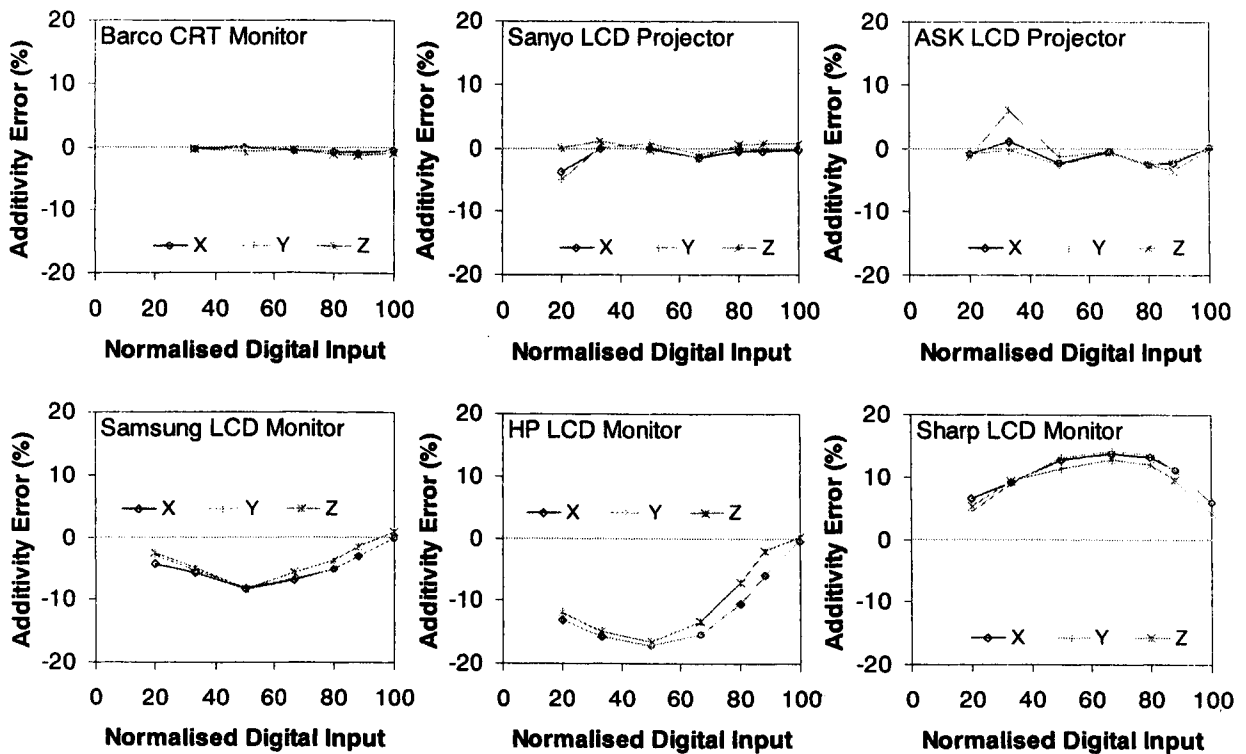 Barco CRT Monitor
Additivity Error (%)
20
10
0
-10
-20
X Y Z
0 20 40 60 80 100
Normalised Digital Input
Sanyo LCD Projector
Additivity Error (%)
20
10
0
-10
-20
X Y Z
0 20 40 60 80 100
Normalised Digital Input
ASK LCD Projector
Additivity Error (%)
20
10
0
-10
-20
X Y Z
0 20 40 60 80 100
Normalised Digital Input
Samsung LCD Monitor
Additivity Error (%)
20
10
0
-10
-20
X Y Z
0 20 40 60 80 100
Normalised Digital Input
HP LCD Monitor
Additivity Error (%)
20
10
0
-10
-20
X Y Z
0 20 40 60 80 100
Normalised Digital Input
Sharp LCD Monitor
Additivity Error (%)
20
10
0
-10
-20
X Y Z
0 20 40 60 80 100
Normalised Digital Input